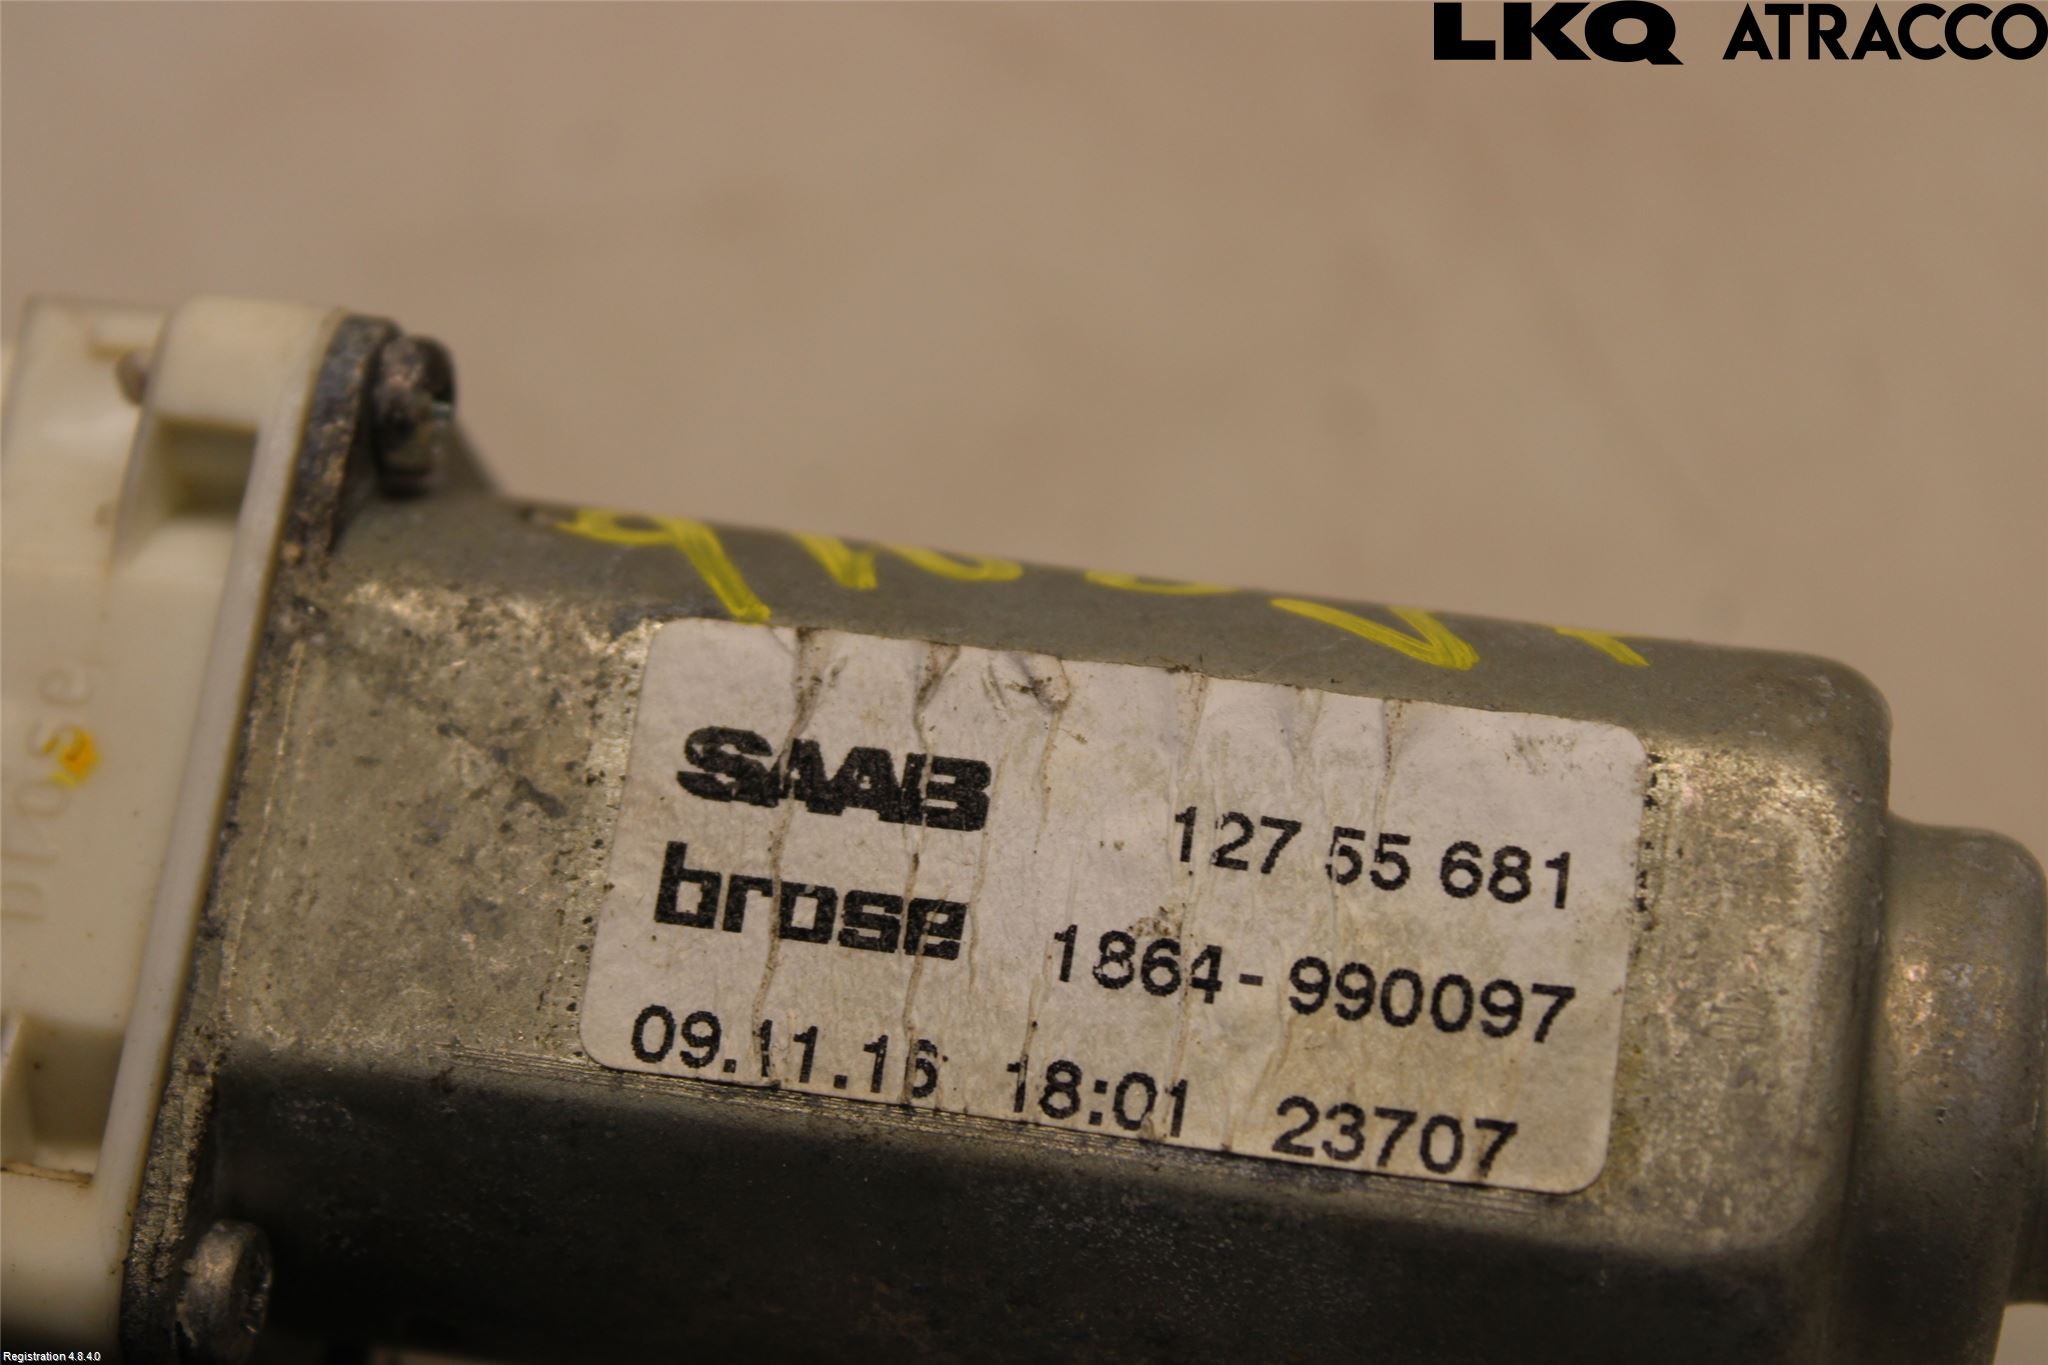 LKQ ATRACCO
SAAB
127 55 681
brose
1864-990097
09.11.16 18:01 23707
brose
Registration 4.8.4.0